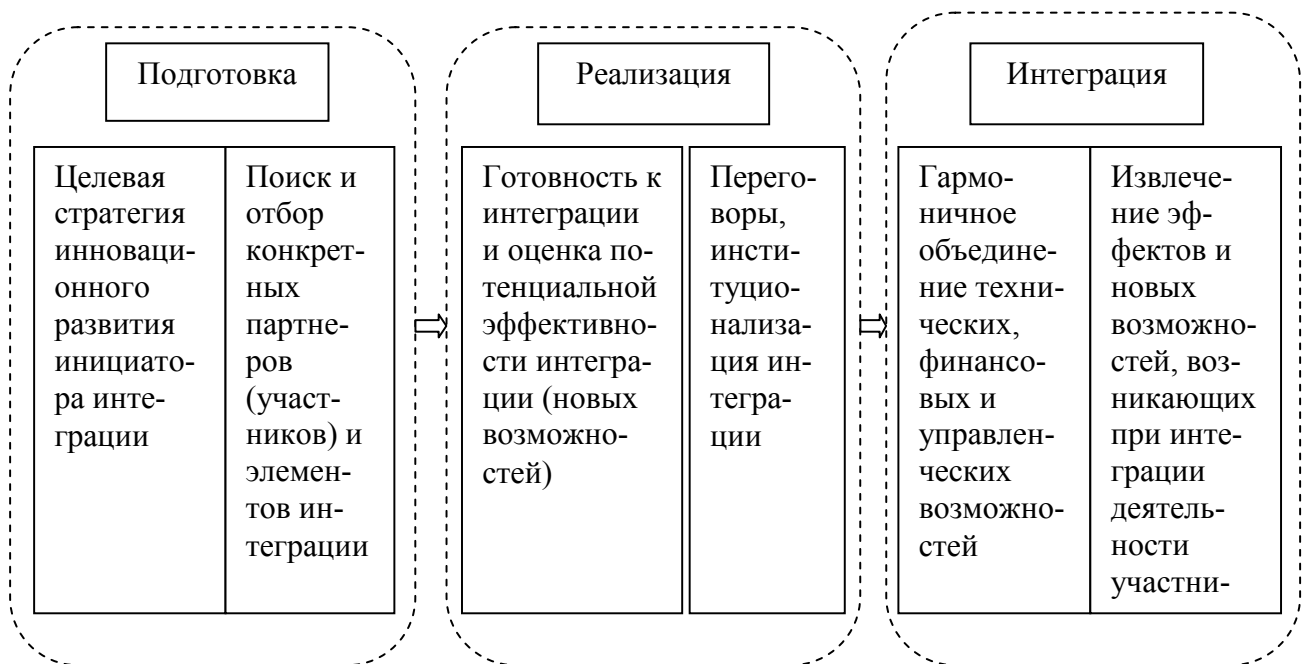 Подготовка
Целевая
стратегия
инноваци-
онного
развития
инициато-
ра инте-
грации
Поиск и
отбор
конкрет-
ных
партне-
ров
(участ-
ников) и
элемен-
тов ин-
теграции
Реализация
Готовность к
интеграции
и оценка по-
тенциальной
эффективно-
сти интегра-
ции (новых
возможно-
стей)
Перего-
воры,
инсти-
туцио-
нализа-
ция ин-
тегра-
ции
Интеграция
Гармо-
ничное
объедине-
ние техни-
ческих,
финансо-
вых и
управлен-
ческих
возможно-
стей
Извлече-
ние эф-
фектов и
новых
возможно-
стей, воз-
никающих
при инте-
грации
деятель-
ности
участни-